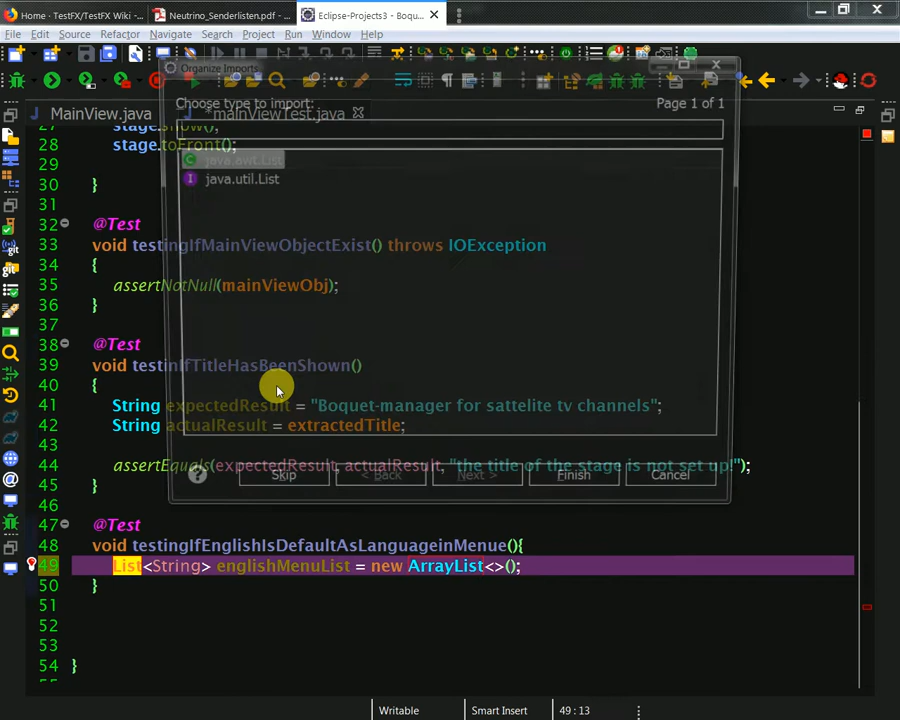 Home · TestFX/TestFX Wiki · ... Neutrino_Senderlisten.pdf - ... Eclipse-Projects3 - Boqu...
File Edit Source Refactor Navigate Search Project Run Window Help
Organize Imports
Choose type to import: Page 1 of 1
MainView.java *mainViewTest.java
27 stage.show();
28 stage.toFront();
java.awt.List
29
java.util.List
30 }
31
32 @Test
33 void testingIfMainViewObjectExist() throws IOException
34 {
35 assertNotNull(mainViewObj);
36 }
37
38 @Test
39 void testinIfTitleHasBeenShown()
40 {
41 String expectedResult = "Boquet-manager for sattelite tv channels";
42 String actualResult = extractedTitle;
43
44 assertEquals(expectedResult, actualResult, "the title of the stage is not set up!");
Skip < Back Next > Finish Cancel
45 }
46
47 @Test
48 void testingIfEnglishIsDefaultAsLanguageinMenue(){
49 List<String> englishMenuList = new ArrayList<>();
50 }
51
52
53
54 }
Writable Smart Insert 49 : 13